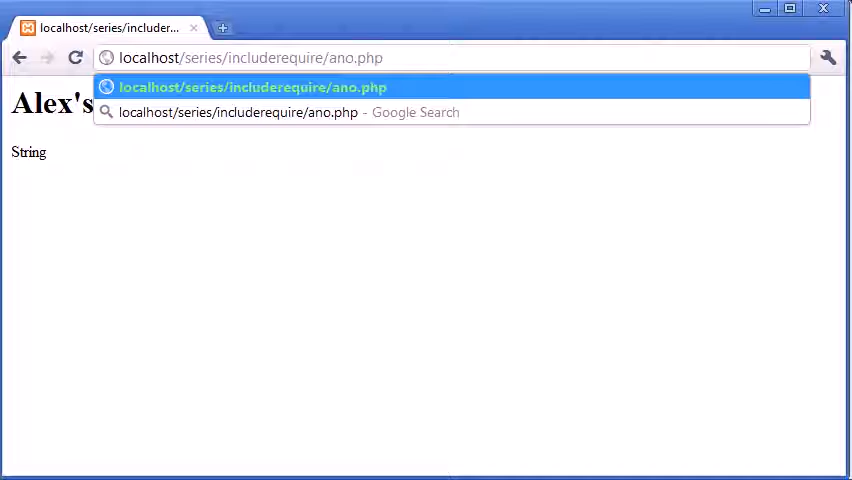 localhost/series/includer...
localhost/series/includerequire/ano.php
localhost/series/includerequire/ano.php
localhost/series/includerequire/ano.php - Google Search
Alex's
String